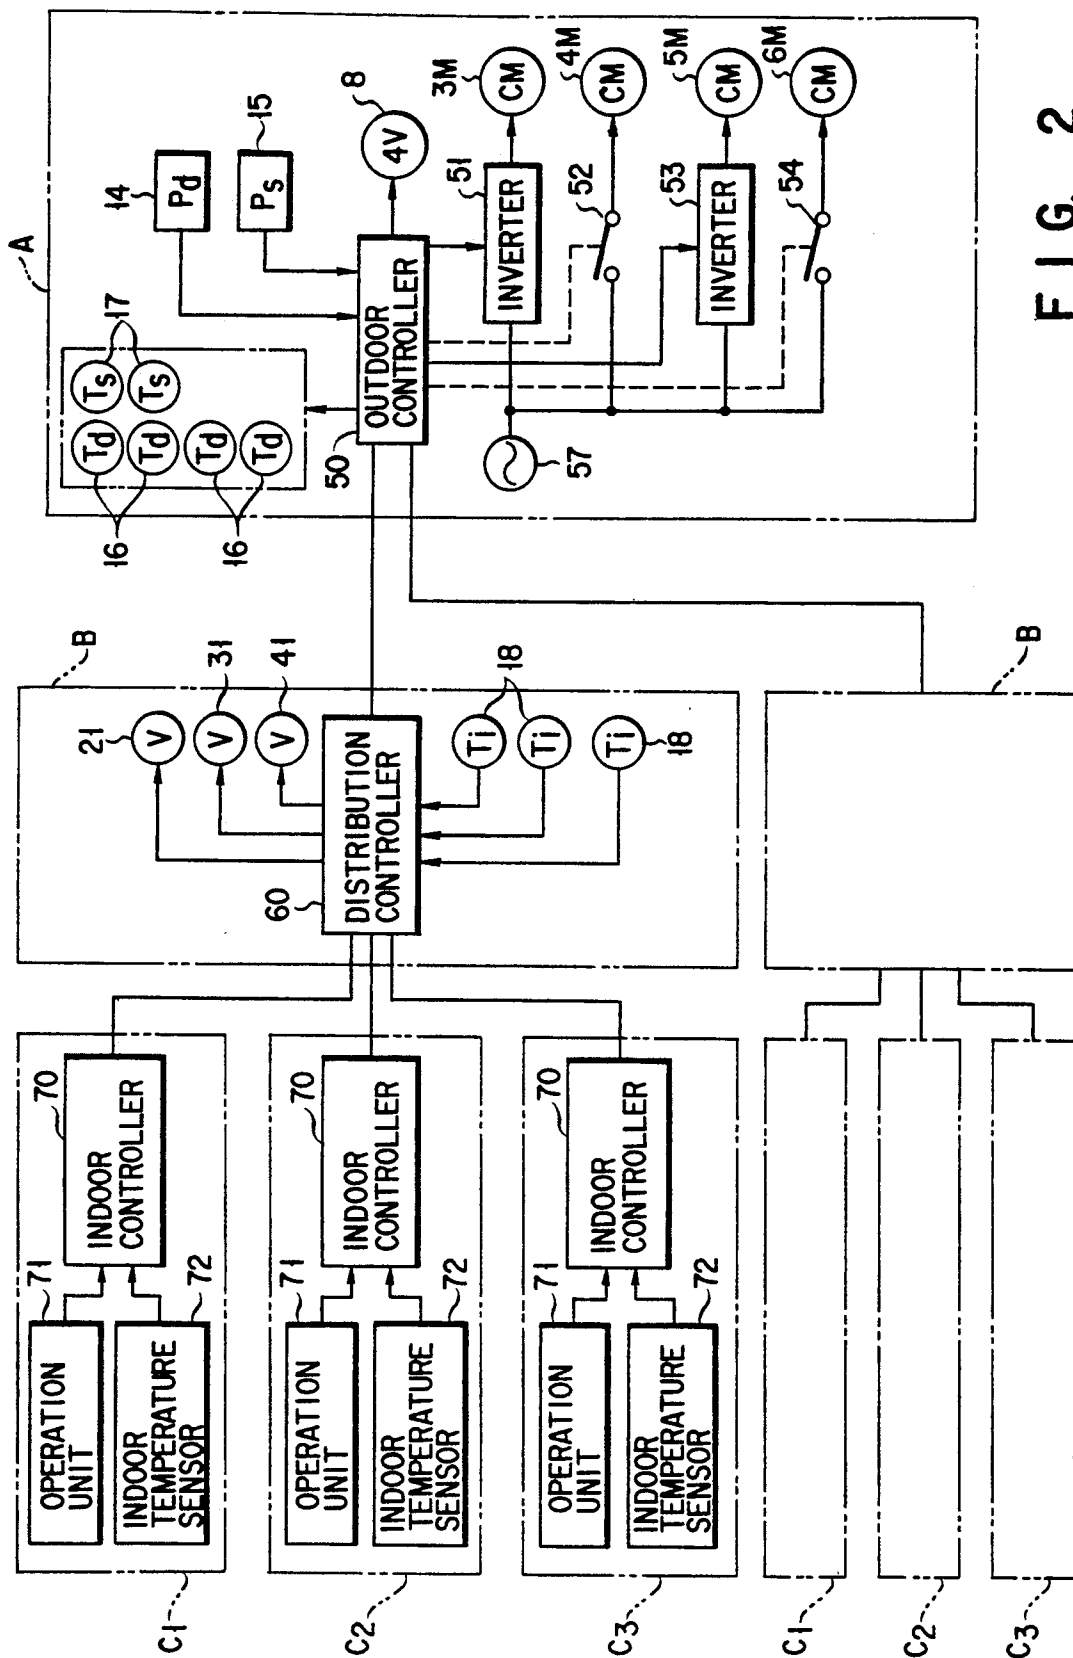 C1
OPERATION
UNIT
71
INDOOR
TEMPERATURE
SENSOR
72
INDOOR
CONTROLLER
70
C2
OPERATION
UNIT
71
INDOOR
TEMPERATURE
SENSOR
72
INDOOR
CONTROLLER
70
C3
OPERATION
UNIT
71
INDOOR
TEMPERATURE
SENSOR
72
INDOOR
CONTROLLER
70
C1
C2
C3
B
21
V
31
V
41
V
60
DISTRIBUTION
CONTROLLER
Ti
Ti
18
Ti
18
B
A
16
Td
Td
16
Td
Td
Ts
Ts
17
14
Pd
15
Ps
50
OUTDOOR
CONTROLLER
8
4V
57
INVERTER
51
3M
CM
52
4M
CM
INVERTER
53
5M
CM
54
6M
CM
FIG. 2